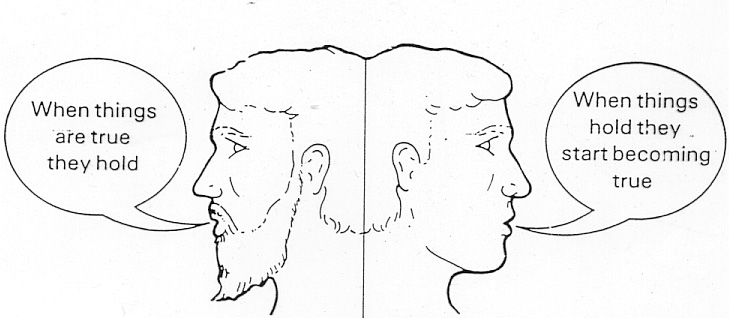 When things
are true
they hold
When things
hold they
start becoming
true